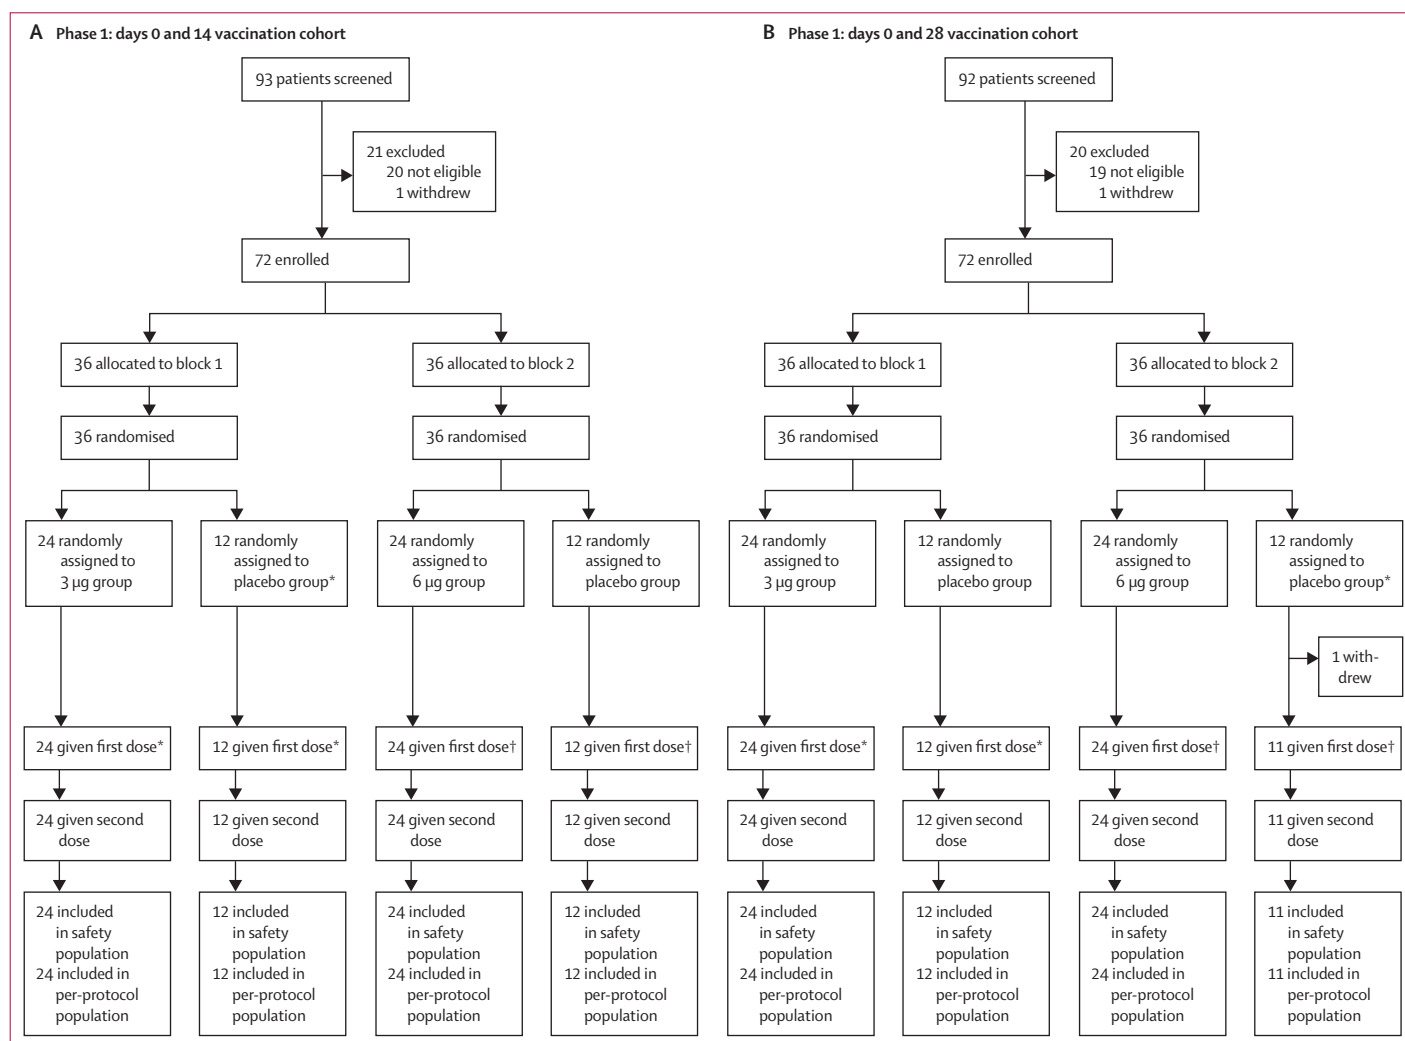 A Phase 1: days 0 and 14 vaccination cohort
93 patients screened
21 excluded
20 not eligible
1 withdrew
72 enrolled
36 allocated to block 1
36 allocated to block 2
36 randomised
36 randomised
24 randomly
assigned to
3 µg group
12 randomly
assigned to
placebo group*
24 randomly
assigned to
6 µg group
12 randomly
assigned to
placebo group
24 given first dose*
12 given first dose*
24 given first dose†
12 given first dose†
24 given second
dose
12 given second
dose
24 given second
dose
12 given second
dose
24 included
in safety
population
24 included in
per-protocol
population
12 included
in safety
population
12 included in
per-protocol
population
24 included
in safety
population
24 included in
per-protocol
population
12 included
in safety
population
12 included in
per-protocol
population
B Phase 1: days 0 and 28 vaccination cohort
92 patients screened
20 excluded
19 not eligible
1 withdrew
72 enrolled
36 allocated to block 1
36 allocated to block 2
36 randomised
36 randomised
24 randomly
assigned to
3 µg group
12 randomly
assigned to
placebo group
24 randomly
assigned to
6 µg group
12 randomly
assigned to
placebo group*
1 with-
drew
24 given first dose*
12 given first dose*
24 given first dose†
11 given first dose†
24 given second
dose
12 given second
dose
24 given second
dose
11 given second
dose
24 included
in safety
population
24 included in
per-protocol
population
12 included
in safety
population
12 included in
per-protocol
population
24 included
in safety
population
24 included in
per-protocol
population
11 included
in safety
population
11 included in
per-protocol
population